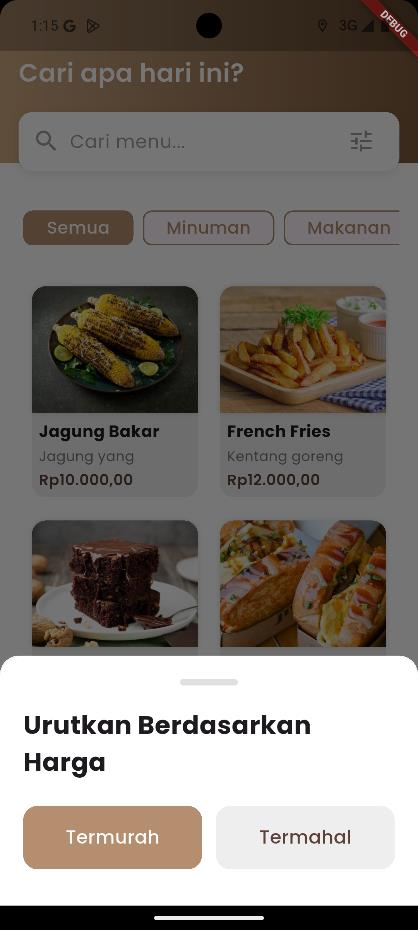 1:15 G 3G
DEBUG
Cari apa hari ini?
Cari menu...
Semua Minuman Makanan
Jagung Bakar French Fries
Jagung yang Kentang goreng
Rp10.000,00 Rp12.000,00
Urutkan Berdasarkan
Harga
Termurah Termahal